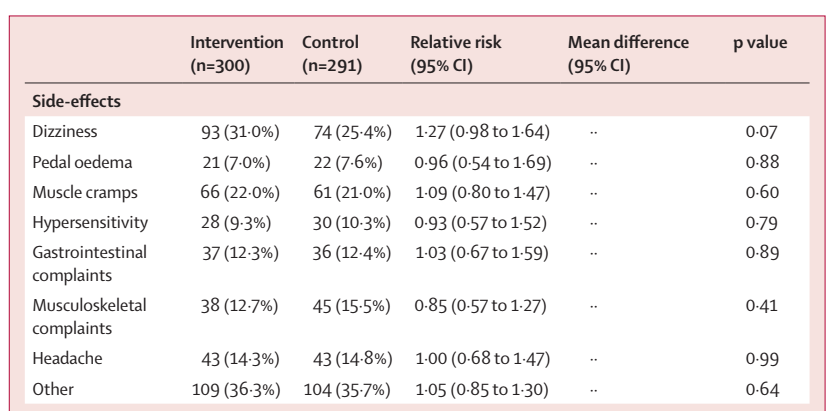 Intervention (n=300) Control (n=291) Relative risk (95% CI) Mean difference (95% CI) p value
Side-effects
Dizziness 93 (31·0%) 74 (25·4%) 1·27 (0·98 to 1·64) ·· 0·07
Pedal oedema 21 (7·0%) 22 (7·6%) 0·96 (0·54 to 1·69) ·· 0·88
Muscle cramps 66 (22·0%) 61 (21·0%) 1·09 (0·80 to 1·47) ·· 0·60
Hypersensitivity 28 (9·3%) 30 (10·3%) 0·93 (0·57 to 1·52) ·· 0·79
Gastrointestinal complaints 37 (12·3%) 36 (12·4%) 1·03 (0·67 to 1·59) ·· 0·89
Musculoskeletal complaints 38 (12·7%) 45 (15·5%) 0·85 (0·57 to 1·27) ·· 0·41
Headache 43 (14·3%) 43 (14·8%) 1·00 (0·68 to 1·47) ·· 0·99
Other 109 (36·3%) 104 (35·7%) 1·05 (0·85 to 1·30) ·· 0·64